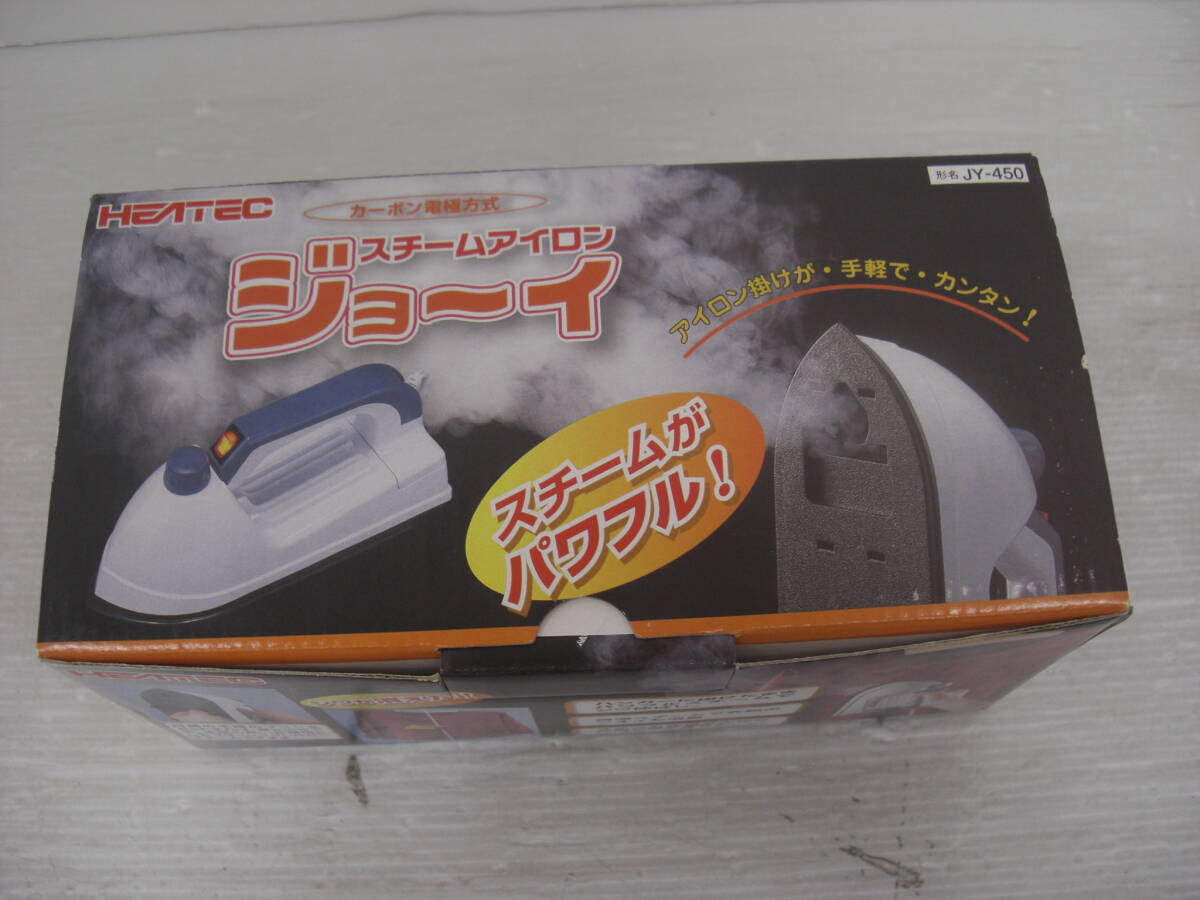 HEATEC
カーボン電極方式
形名 JY-450
スチームアイロン
ジョーイ
アイロン掛けが・手軽で・カンタン!
スチームが
パワフル!
HEATEC